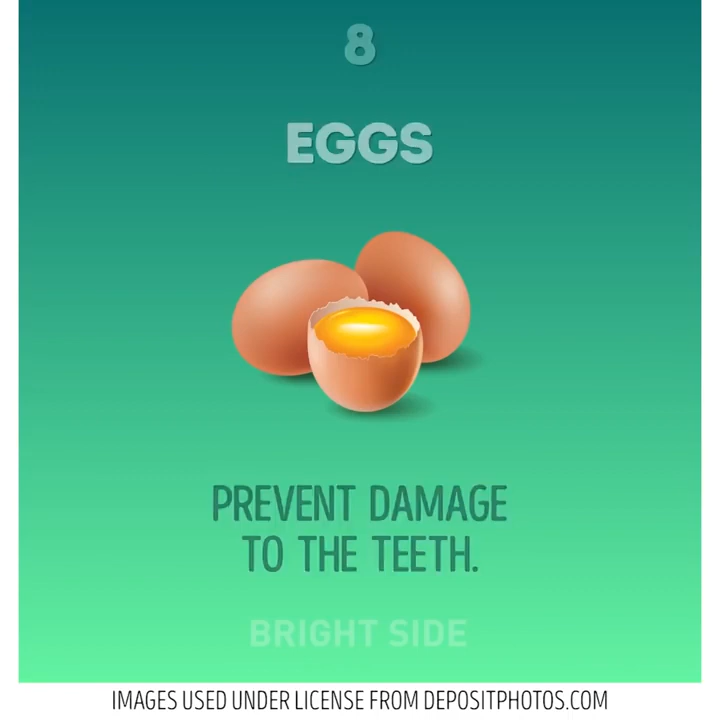 8
EGGS
PREVENT DAMAGE
TO THE TEETH.
BRIGHT SIDE
IMAGES USED UNDER LICENSE FROM DEPOSITPHOTOS.COM